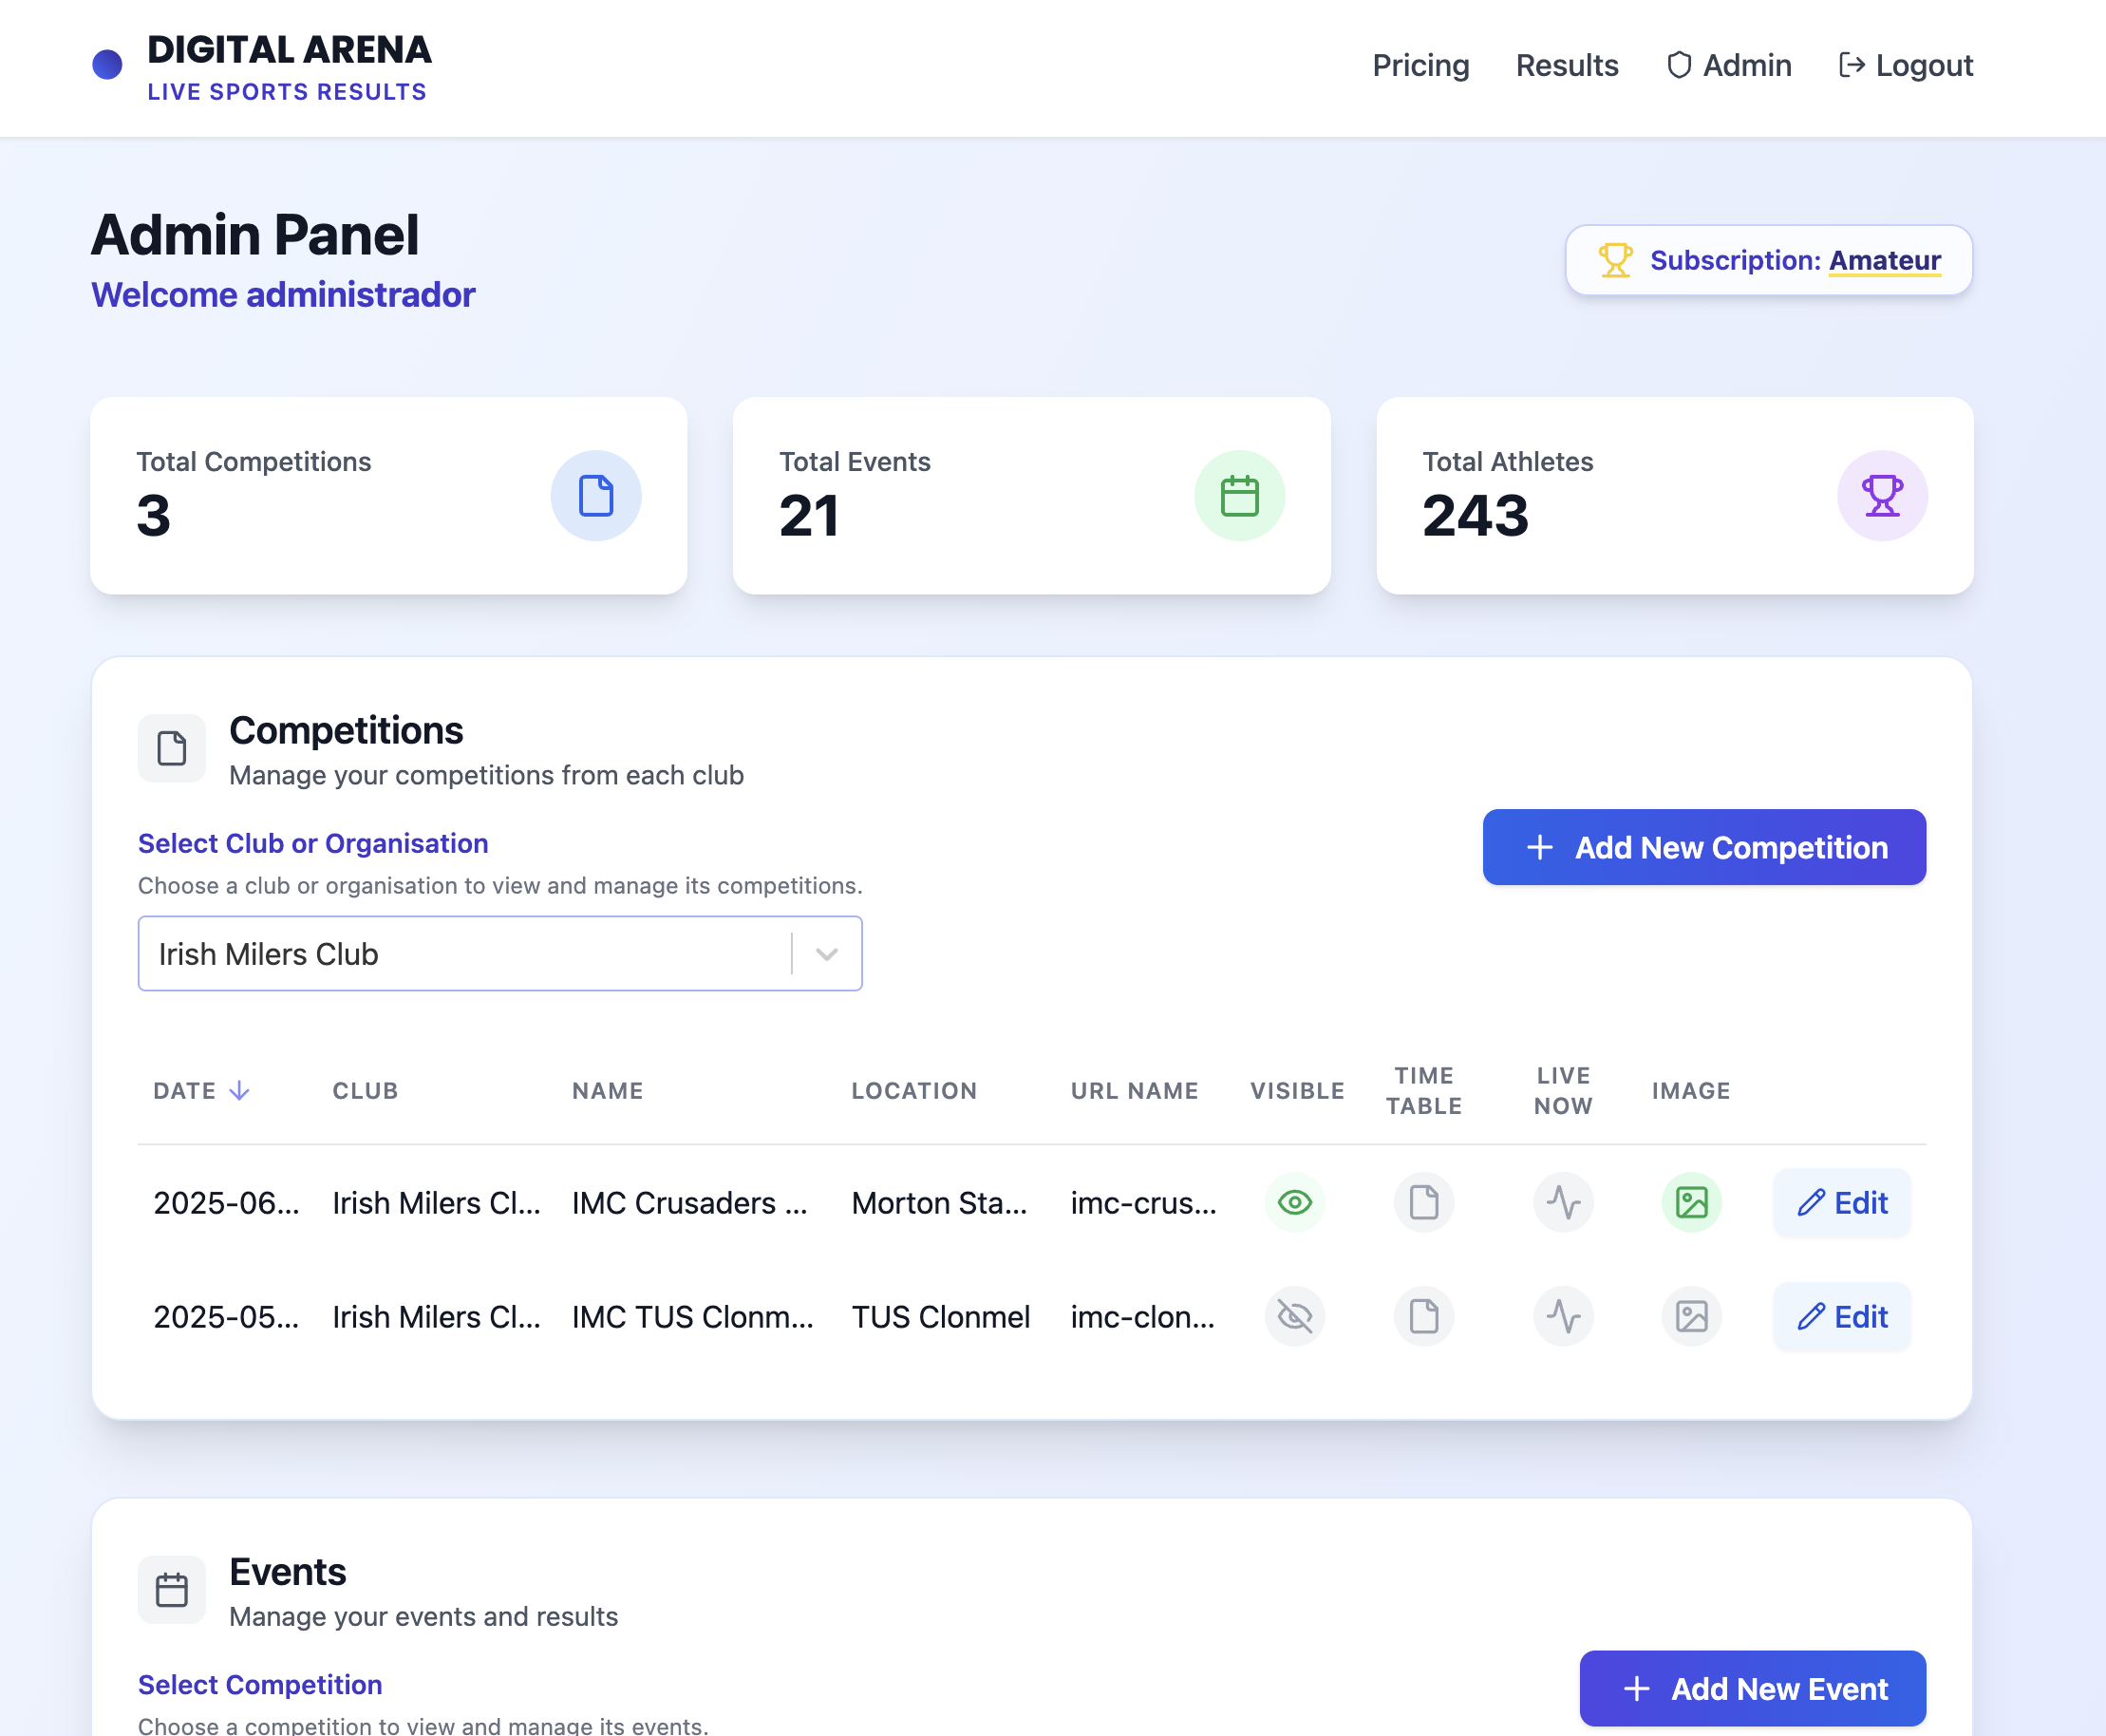 DIGITAL ARENA
LIVE SPORTS RESULTS
Pricing
Results
Admin
Logout
Admin Panel
Welcome administrador
Subscription: Amateur
Total Competitions
3
Total Events
21
Total Athletes
243
Competitions
Manage your competitions from each club
Select Club or Organisation
Choose a club or organisation to view and manage its competitions.
Irish Milers Club
+ Add New Competition
DATE ↓ CLUB NAME LOCATION URL NAME VISIBLE TIME TABLE LIVE NOW IMAGE
2025-06... Irish Milers Cl... IMC Crusaders ... Morton Sta... imc-crus... Edit
2025-05... Irish Milers Cl... IMC TUS Clonm... TUS Clonmel imc-clon... Edit
Events
Manage your events and results
Select Competition
Choose a competition to view and manage its events.
+ Add New Event